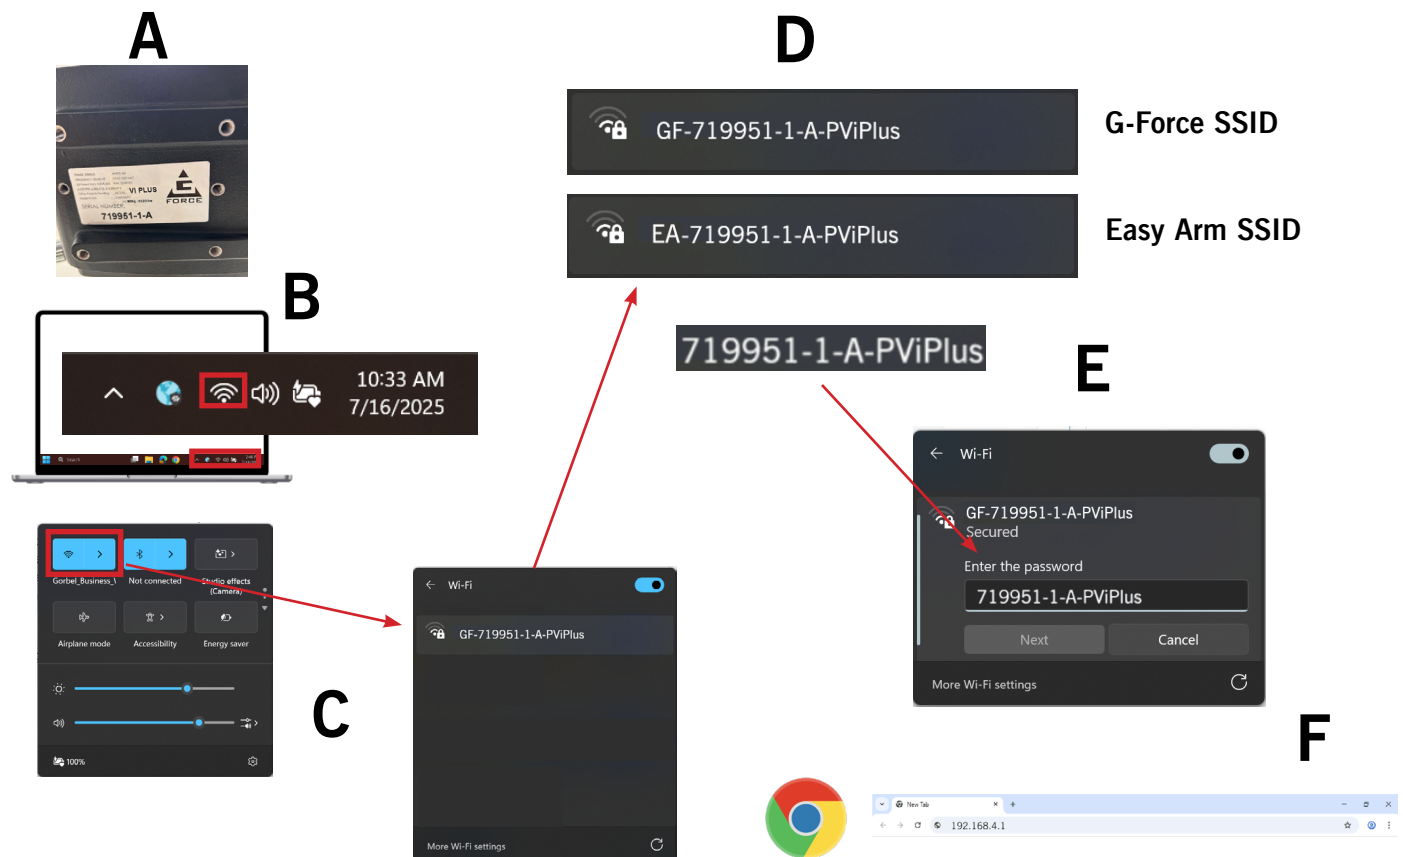 A
VI PLUS
FORCE
SERIAL NUMBER:
719951-1-A
B
10:33 AM
7/16/2025
Gorbel_Business_\
Not connected
Studio effects
(Camera)
Airplane mode
Accessibility
Energy saver
100%
C
Wi-Fi
GF-719951-1-A-PViPlus
More Wi-Fi settings
D
GF-719951-1-A-PViPlus
G-Force SSID
EA-719951-1-A-PViPlus
Easy Arm SSID
719951-1-A-PViPlus
E
Wi-Fi
GF-719951-1-A-PViPlus
Secured
Enter the password
719951-1-A-PViPlus
Next
Cancel
More Wi-Fi settings
F
New Tab
192.168.4.1